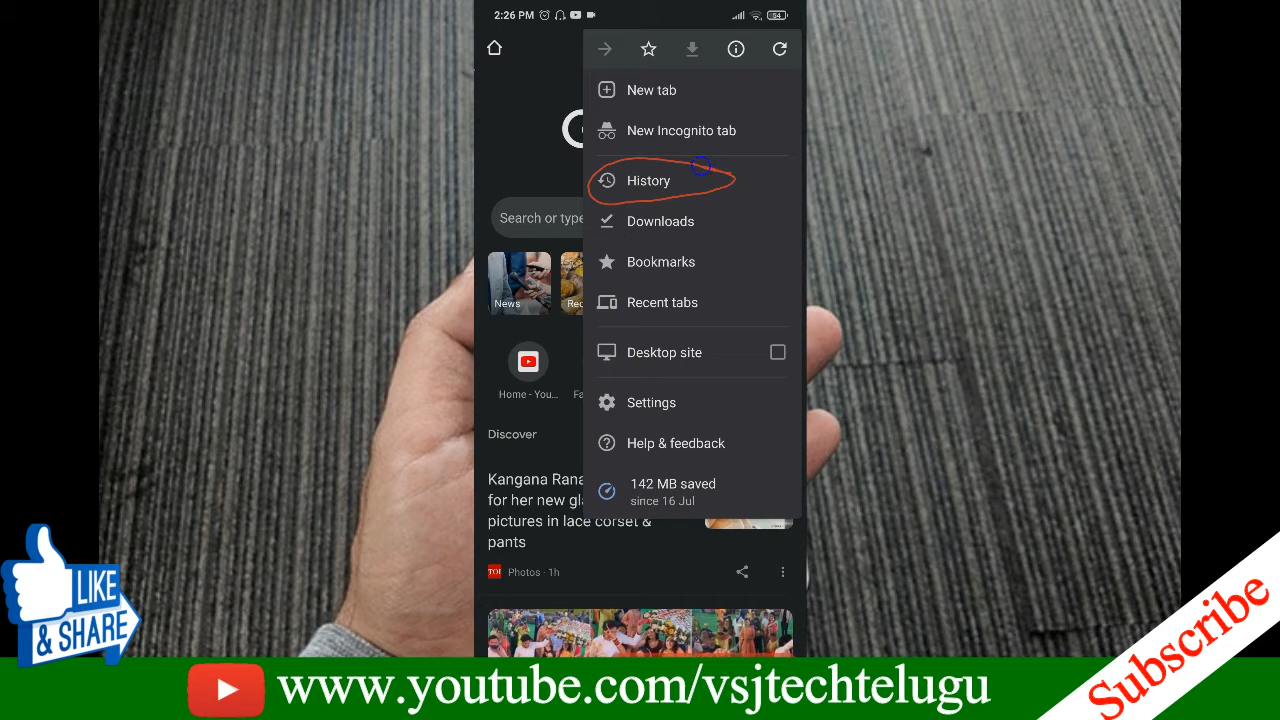 2:26 PM
54
New tab
New Incognito tab
History
Search or type
Downloads
Bookmarks
News
Recent tabs
Desktop site
Home - You...
Settings
Discover
Help & feedback
142 MB saved
since 16 Jul
Kangana Rana
for her new
pictures in lace corset &
pants
TOI Photos · 1h
LIKE
& SHARE
www.youtube.com/vsjtechtelugu
Subscribe